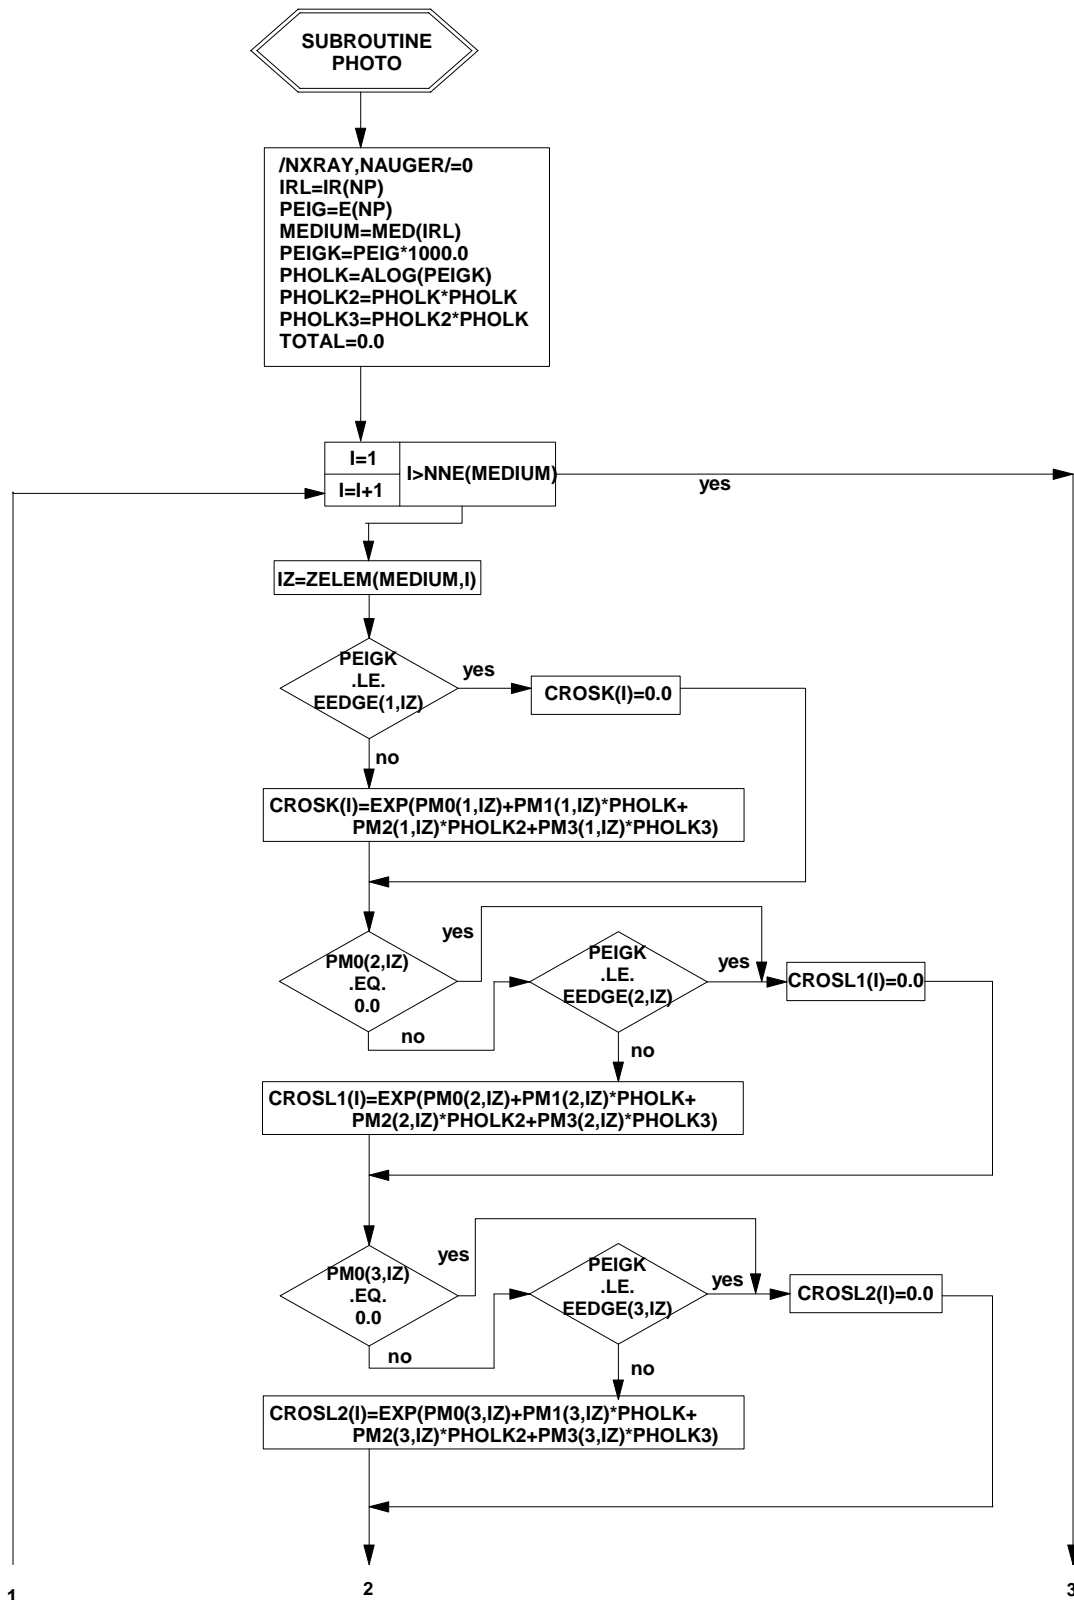 SUBROUTINE
PHOTO
/NXRAY,NAUGER/=0
IRL=IR(NP)
PEIG=E(NP)
MEDIUM=MED(IRL)
PEIGK=PEIG*1000.0
PHOLK=ALOG(PEIGK)
PHOLK2=PHOLK*PHOLK
PHOLK3=PHOLK2*PHOLK
TOTAL=0.0
I=1
I=I+1
I>NNE(MEDIUM)
yes
IZ=ZELEM(MEDIUM,I)
PEIGK
.LE.
EEDGE(1,IZ)
yes
CROSK(I)=0.0
no
CROSK(I)=EXP(PM0(1,IZ)+PM1(1,IZ)*PHOLK+
PM2(1,IZ)*PHOLK2+PM3(1,IZ)*PHOLK3)
PM0(2,IZ)
.EQ.
0.0
yes
no
PEIGK
.LE.
EEDGE(2,IZ)
yes
CROSL1(I)=0.0
no
CROSL1(I)=EXP(PM0(2,IZ)+PM1(2,IZ)*PHOLK+
PM2(2,IZ)*PHOLK2+PM3(2,IZ)*PHOLK3)
PM0(3,IZ)
.EQ.
0.0
yes
no
PEIGK
.LE.
EEDGE(3,IZ)
yes
CROSL2(I)=0.0
no
CROSL2(I)=EXP(PM0(3,IZ)+PM1(3,IZ)*PHOLK+
PM2(3,IZ)*PHOLK2+PM3(3,IZ)*PHOLK3)
1
2
3